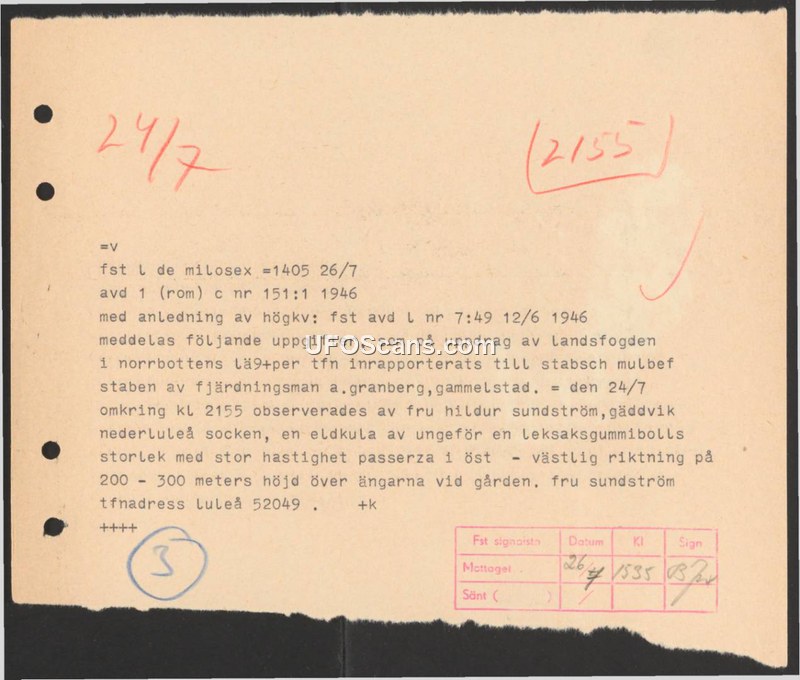 24/7
(2155)
=v
fst l de milosex =1405 26/7
avd 1 (rom) c nr 151:1 1946
med anledning av högkv: fst avd l nr 7:49 12/6 1946
meddelas följande uppgifter som på uppdrag av landsfogden
UFOScans.com
i norrbottens lä9+per tfn inrapporterats till stabsch mulbef
staben av fjärdningsman a.granberg,gammelstad. = den 24/7
omkring kl 2155 observerades av fru hildur sundström,gäddvik
nederluleå socken, en eldkula av ungeför en leksaksgummibolls
storlek med stor hastighet passerza i öst - västlig riktning på
200 - 300 meters höjd över ängarna vid gården. fru sundström
tfnadress luleå 52049 . +k
++++
3
Fst signalstn Datum Kl Sign
Mottaget 26/7 1535
Sänt ( )